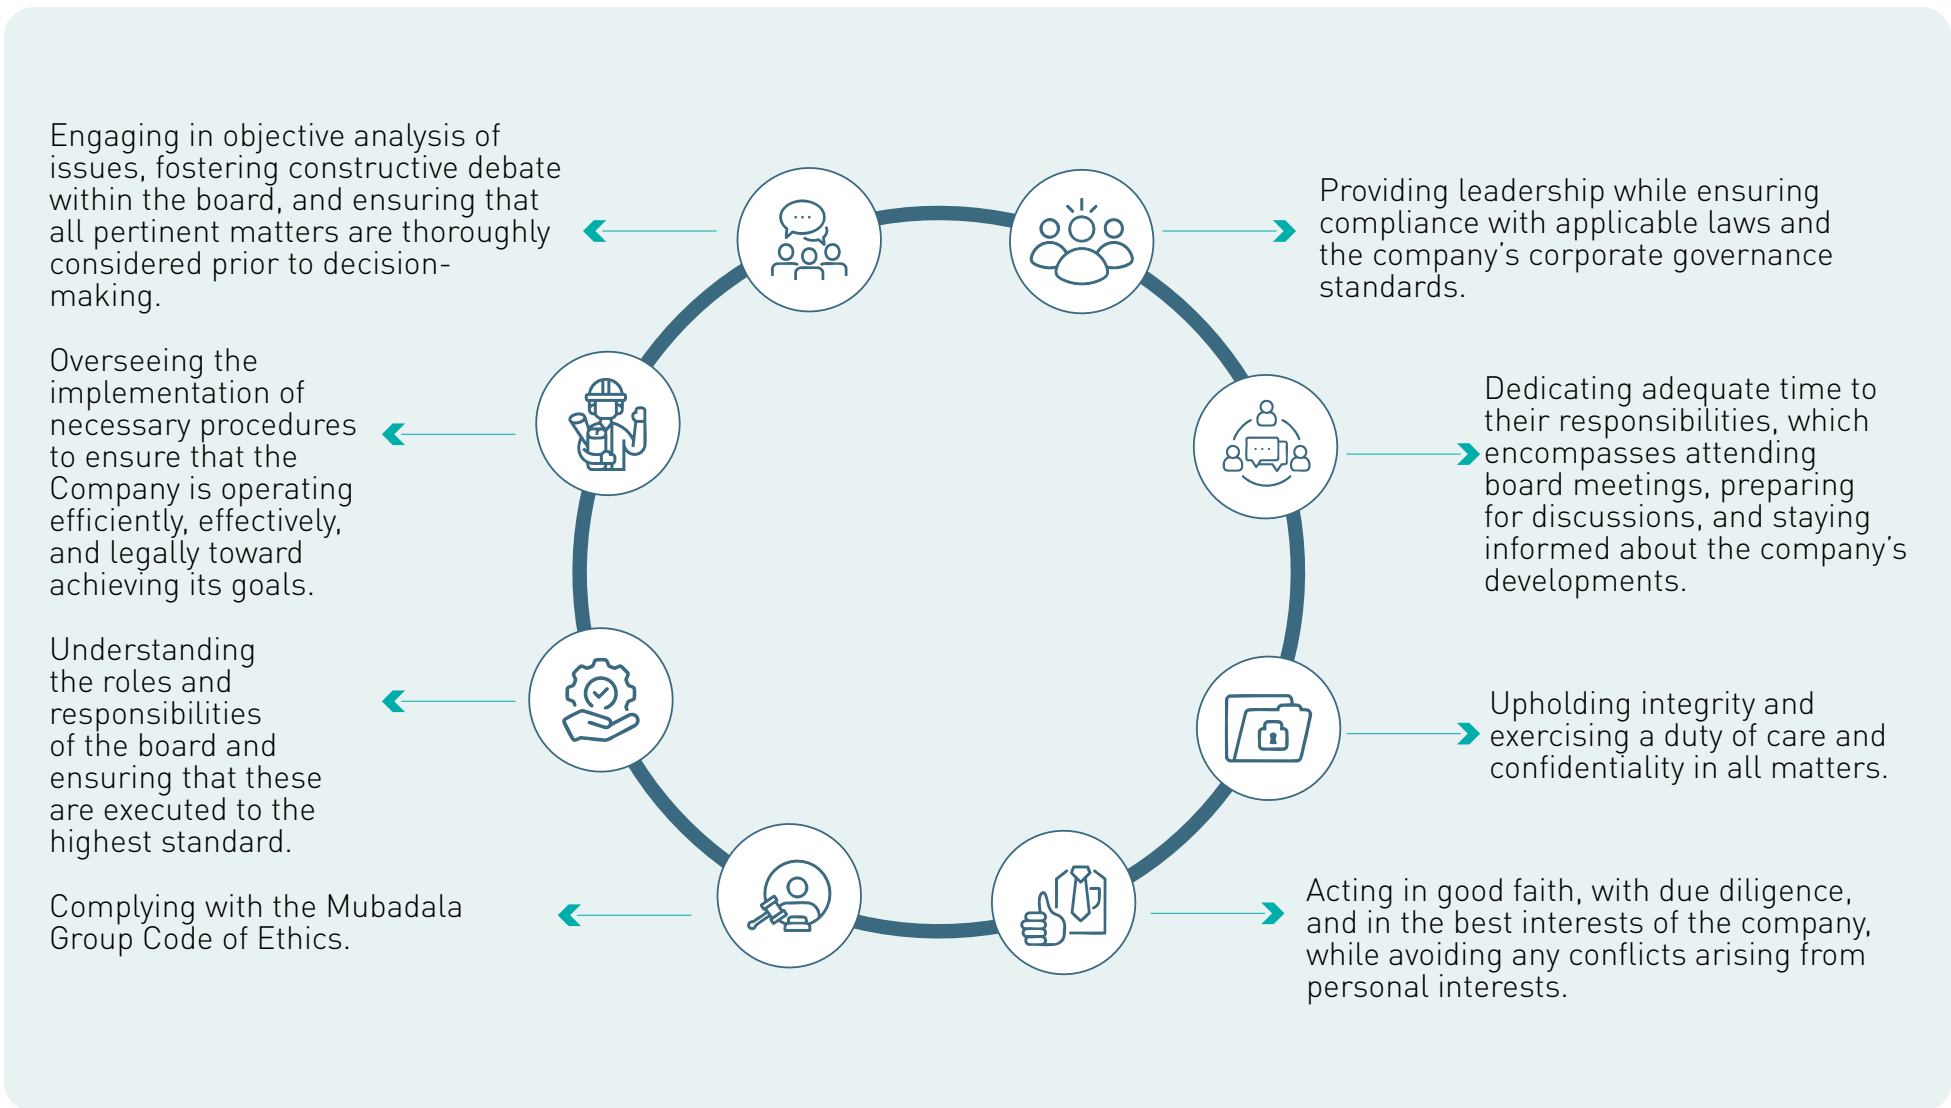 Engaging in objective analysis of
issues, fostering constructive debate
within the board, and ensuring that
all pertinent matters are thoroughly
considered prior to decision-
making.
Overseeing the
implementation of
necessary procedures
to ensure that the
Company is operating
efficiently, effectively,
and legally toward
achieving its goals.
Understanding
the roles and
responsibilities
of the board and
ensuring that these
are executed to the
highest standard.
Complying with the Mubadala
Group Code of Ethics.
Providing leadership while ensuring
compliance with applicable laws and
the company’s corporate governance
standards.
Dedicating adequate time to
their responsibilities, which
encompasses attending
board meetings, preparing
for discussions, and staying
informed about the company’s
developments.
Upholding integrity and
exercising a duty of care and
confidentiality in all matters.
Acting in good faith, with due diligence,
and in the best interests of the company,
while avoiding any conflicts arising from
personal interests.